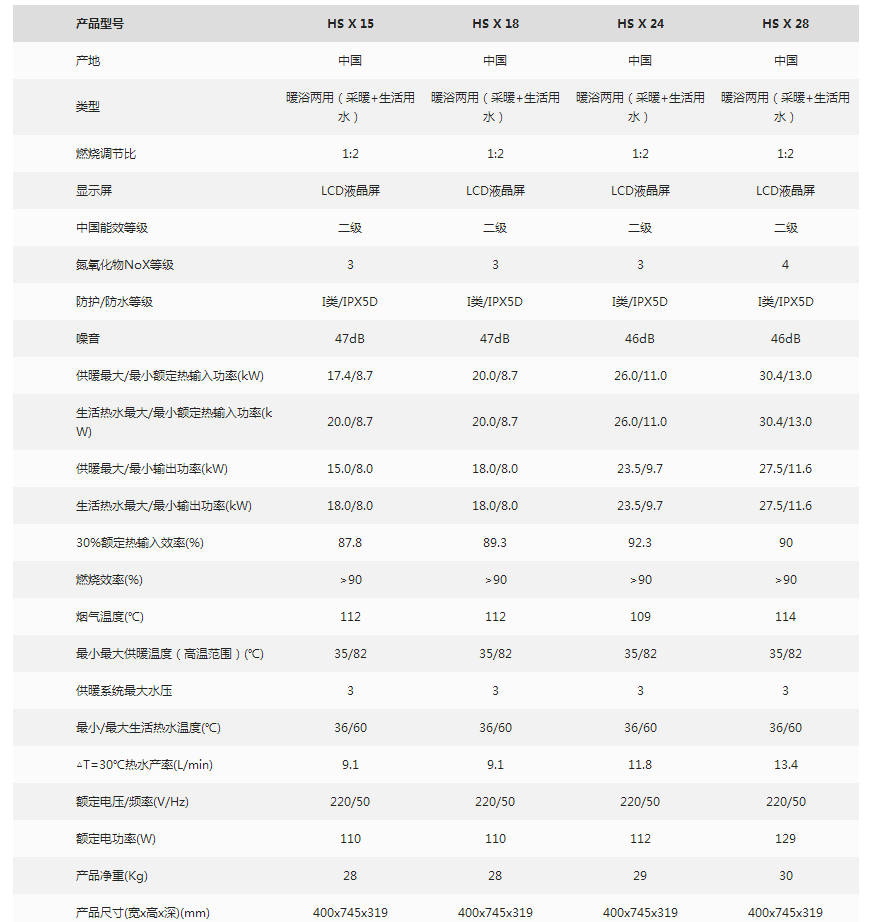 产品型号 HS X 15 HS X 18 HS X 24 HS X 28
产地 中国 中国 中国 中国
类型 暖浴两用（采暖+生活用水） 暖浴两用（采暖+生活用水） 暖浴两用（采暖+生活用水） 暖浴两用（采暖+生活用水）
燃烧调节比 1:2 1:2 1:2 1:2
显示屏 LCD液晶屏 LCD液晶屏 LCD液晶屏 LCD液晶屏
中国能效等级 二级 二级 二级 二级
氮氧化物NoX等级 3 3 3 4
防护/防水等级 I类/IPX5D I类/IPX5D I类/IPX5D I类/IPX5D
噪音 47dB 47dB 46dB 46dB
供暖最大/最小额定热输入功率(kW) 17.4/8.7 20.0/8.7 26.0/11.0 30.4/13.0
生活热水最大/最小额定热输入功率(kW) 20.0/8.7 20.0/8.7 26.0/11.0 30.4/13.0
供暖最大/最小输出功率(kW) 15.0/8.0 18.0/8.0 23.5/9.7 27.5/11.6
生活热水最大/最小输出功率(kW) 18.0/8.0 18.0/8.0 23.5/9.7 27.5/11.6
30%额定热输入效率(%) 87.8 89.3 92.3 90
燃烧效率(%) >90 >90 >90 >90
烟气温度(℃) 112 112 109 114
最小最大供暖温度（高温范围）(℃) 35/82 35/82 35/82 35/82
供暖系统最大水压 3 3 3 3
最小/最大生活热水温度(℃) 36/60 36/60 36/60 36/60
△T=30℃热水产率(L/min) 9.1 9.1 11.8 13.4
额定电压/频率(V/Hz) 220/50 220/50 220/50 220/50
额定电功率(W) 110 110 112 129
产品净重(Kg) 28 28 29 30
产品尺寸(宽x高x深)(mm) 400x745x319 400x745x319 400x745x319 400x745x319